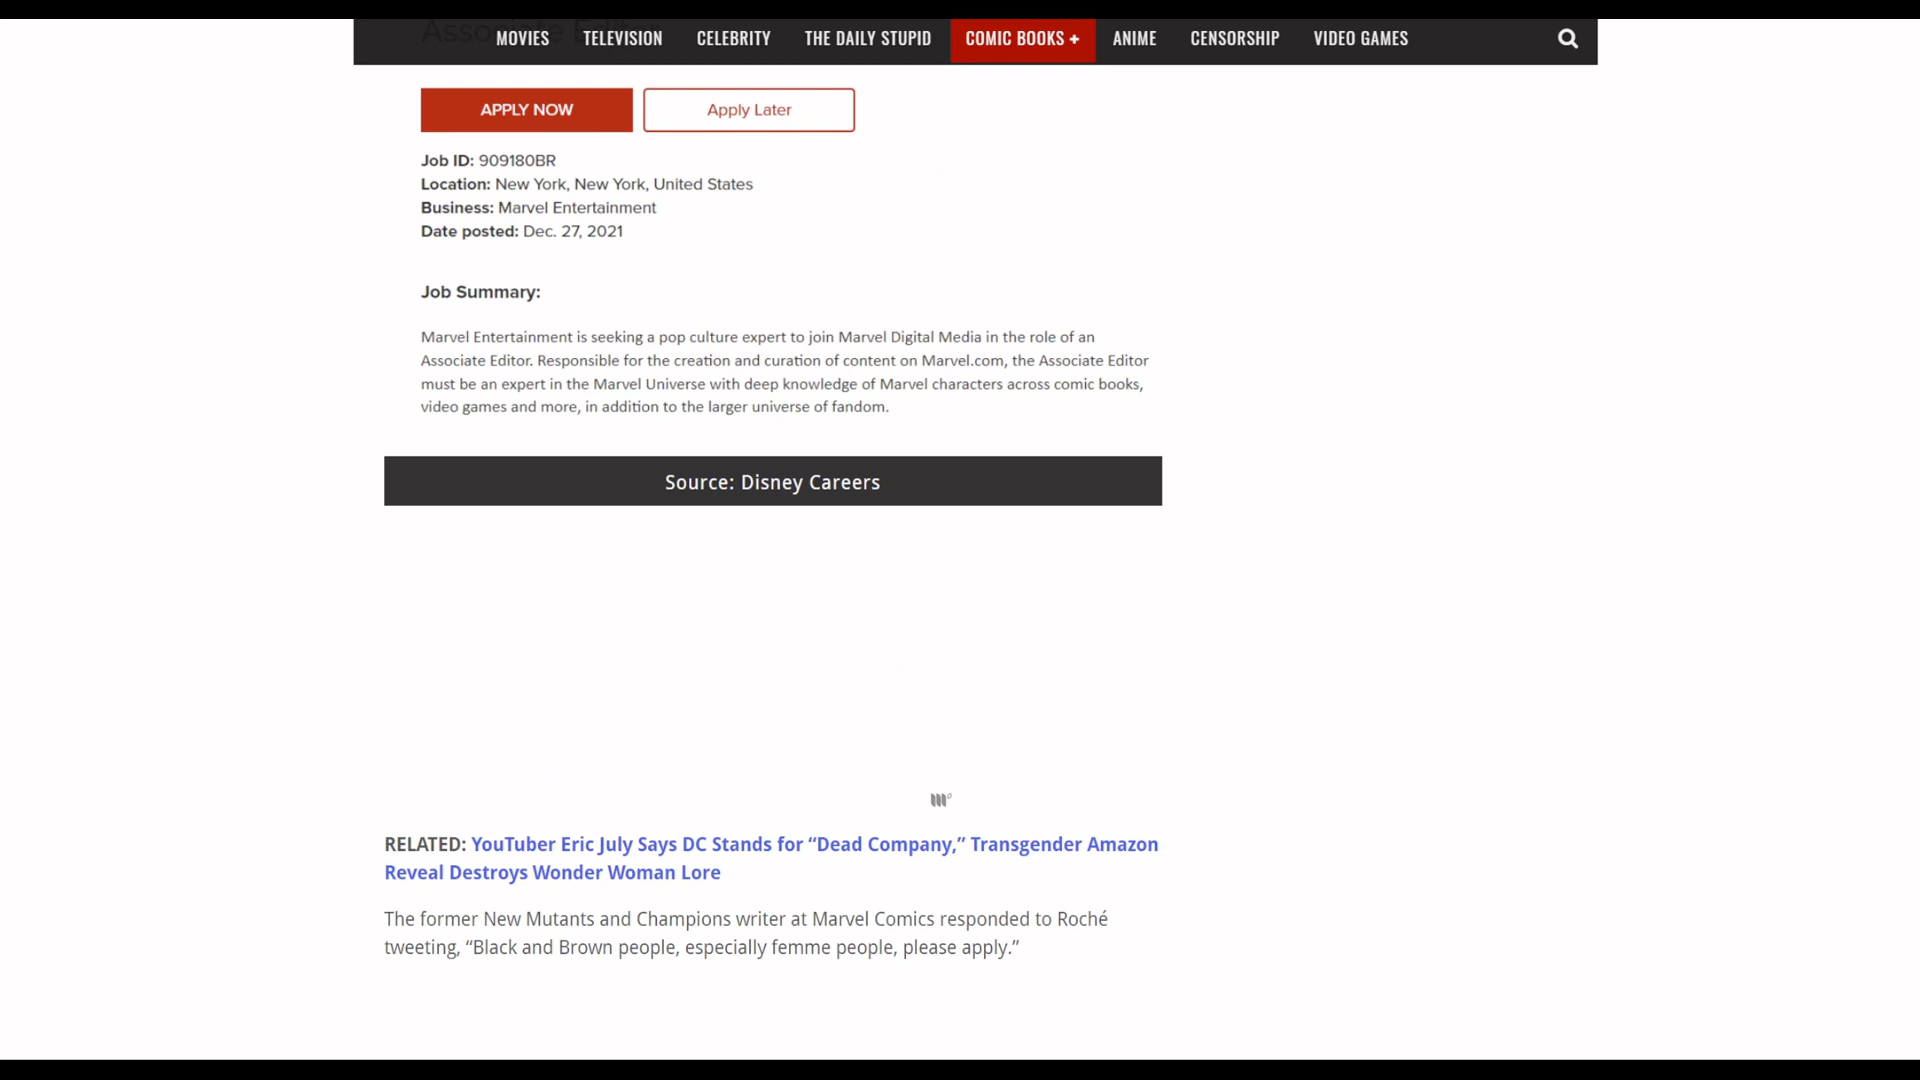 Associate Editor
MOVIES TELEVISION CELEBRITY THE DAILY STUPID COMIC BOOKS + ANIME CENSORSHIP VIDEO GAMES
APPLY NOW Apply Later
Job ID: 909180BR
Location: New York, New York, United States
Business: Marvel Entertainment
Date posted: Dec. 27, 2021
Job Summary:
Marvel Entertainment is seeking a pop culture expert to join Marvel Digital Media in the role of an
Associate Editor. Responsible for the creation and curation of content on Marvel.com, the Associate Editor
must be an expert in the Marvel Universe with deep knowledge of Marvel characters across comic books,
video games and more, in addition to the larger universe of fandom.
Source: Disney Careers
RELATED: YouTuber Eric July Says DC Stands for “Dead Company,” Transgender Amazon
Reveal Destroys Wonder Woman Lore
The former New Mutants and Champions writer at Marvel Comics responded to Roché
tweeting, “Black and Brown people, especially femme people, please apply.”